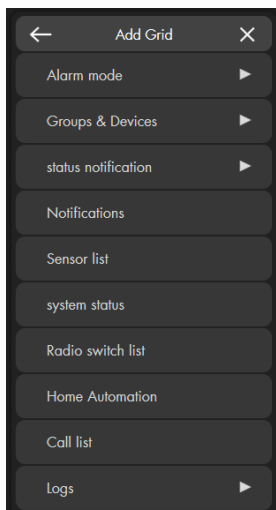 Add Grid
Alarm mode
Groups & Devices
status notification
Notifications
Sensor list
system status
Radio switch list
Home Automation
Call list
Logs